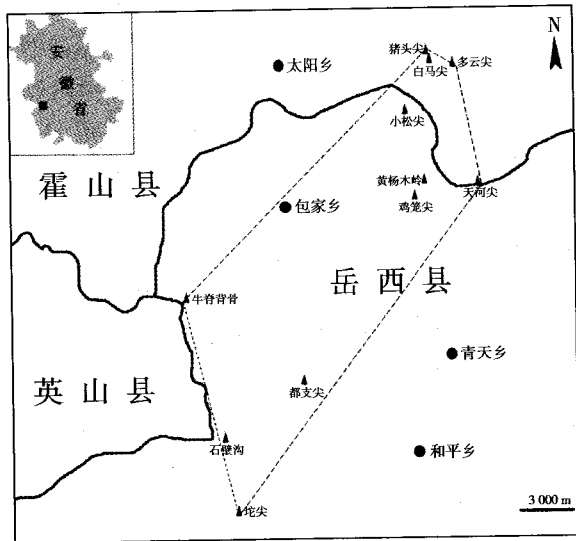 安
徽
省
N
猪头尖
白马尖
多云尖
太阳乡
小松尖
霍山县
黄杨木岭
天河尖
鸡笼尖
包家乡
岳西县
牛脊背骨
青天乡
都支尖
英山县
石壁沟
和平乡
坨尖
3 000 m